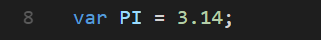 8 var PI = 3.14;